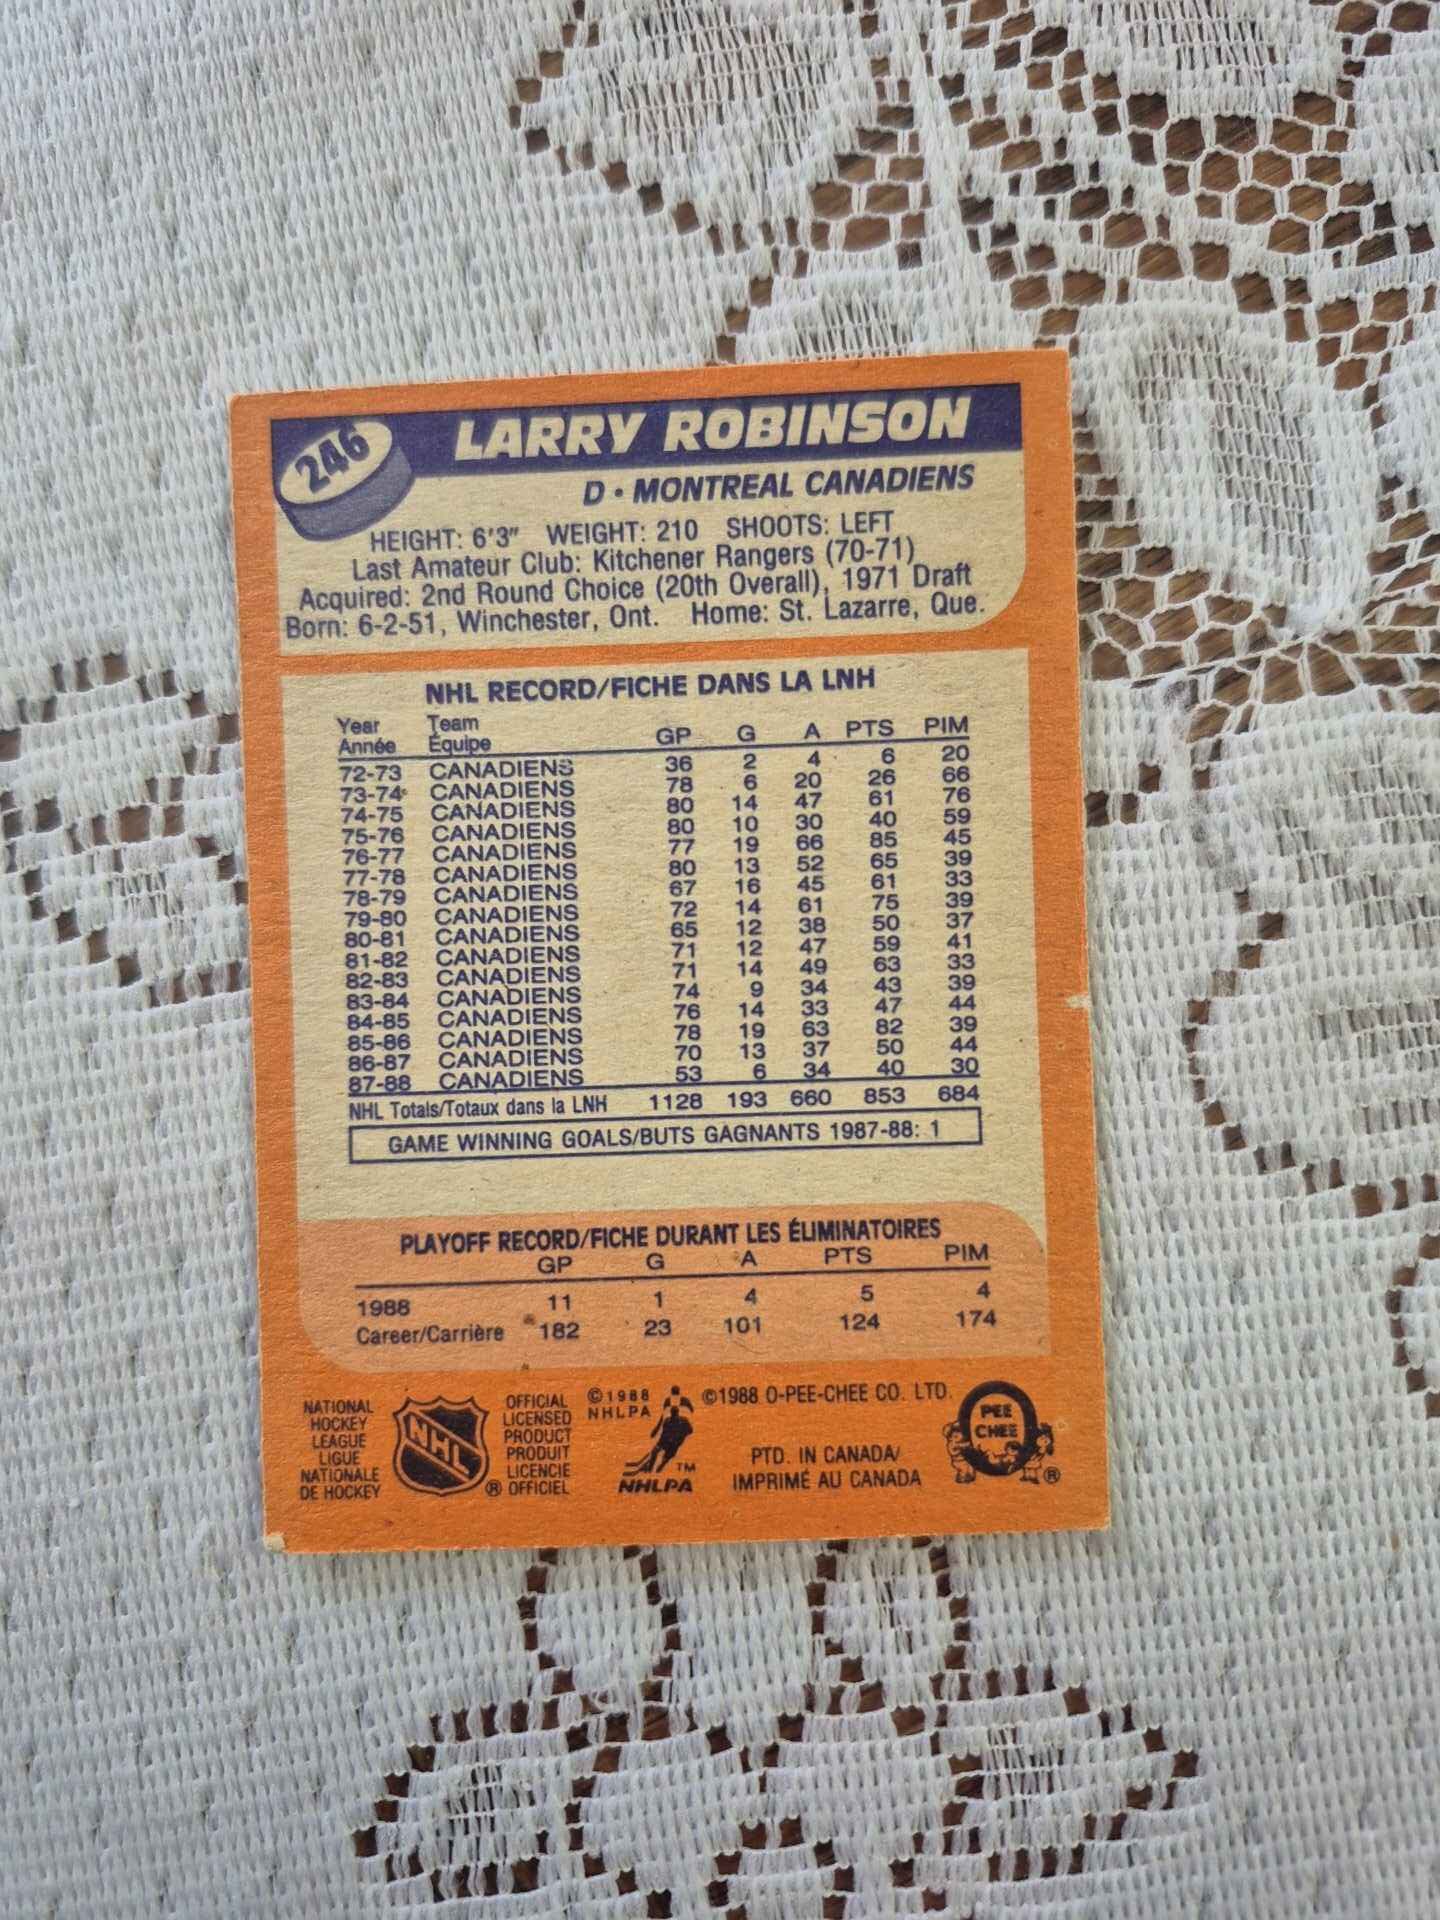 246
LARRY ROBINSON
D • MONTREAL CANADIENS
HEIGHT: 6'3" WEIGHT: 210 SHOOTS: LEFT
Last Amateur Club: Kitchener Rangers (70-71)
Acquired: 2nd Round Choice (20th Overall), 1971 Draft
Born: 6-2-51, Winchester, Ont. Home: St. Lazarre, Que.
NHL RECORD/FICHE DANS LA LNH
Year Team
Année Équipe GP G A PTS PIM
72-73 CANADIENS 36 2 4 6 20
73-74 CANADIENS 78 6 20 26 66
74-75 CANADIENS 80 14 47 61 76
75-76 CANADIENS 80 10 30 40 59
76-77 CANADIENS 77 19 66 85 45
77-78 CANADIENS 80 13 52 65 39
78-79 CANADIENS 67 16 45 61 33
79-80 CANADIENS 72 14 61 75 39
80-81 CANADIENS 65 12 38 50 37
81-82 CANADIENS 71 12 47 59 41
82-83 CANADIENS 71 14 49 63 33
83-84 CANADIENS 74 9 34 43 39
84-85 CANADIENS 76 14 33 47 44
85-86 CANADIENS 78 19 63 82 39
86-87 CANADIENS 70 13 37 50 44
87-88 CANADIENS 53 6 34 40 30
NHL Totals/Totaux dans la LNH 1128 193 660 853 684
GAME WINNING GOALS/BUTS GAGNANTS 1987-88: 1
PLAYOFF RECORD/FICHE DURANT LES ÉLIMINATOIRES
GP G A PTS PIM
1988 11 1 4 5 4
Career/Carrière 182 23 101 124 174
NATIONAL
HOCKEY
LEAGUE
LIGUE
NATIONALE
DE HOCKEY
NHL
®
OFFICIAL
LICENSED
PRODUCT
PRODUIT
LICENCIE
OFFICIEL
©1988
NHLPA
TM
NHLPA
©1988 O-PEE-CHEE CO. LTD.
PTD. IN CANADA/
IMPRIMÉ AU CANADA
O
PEE
CHEE
®